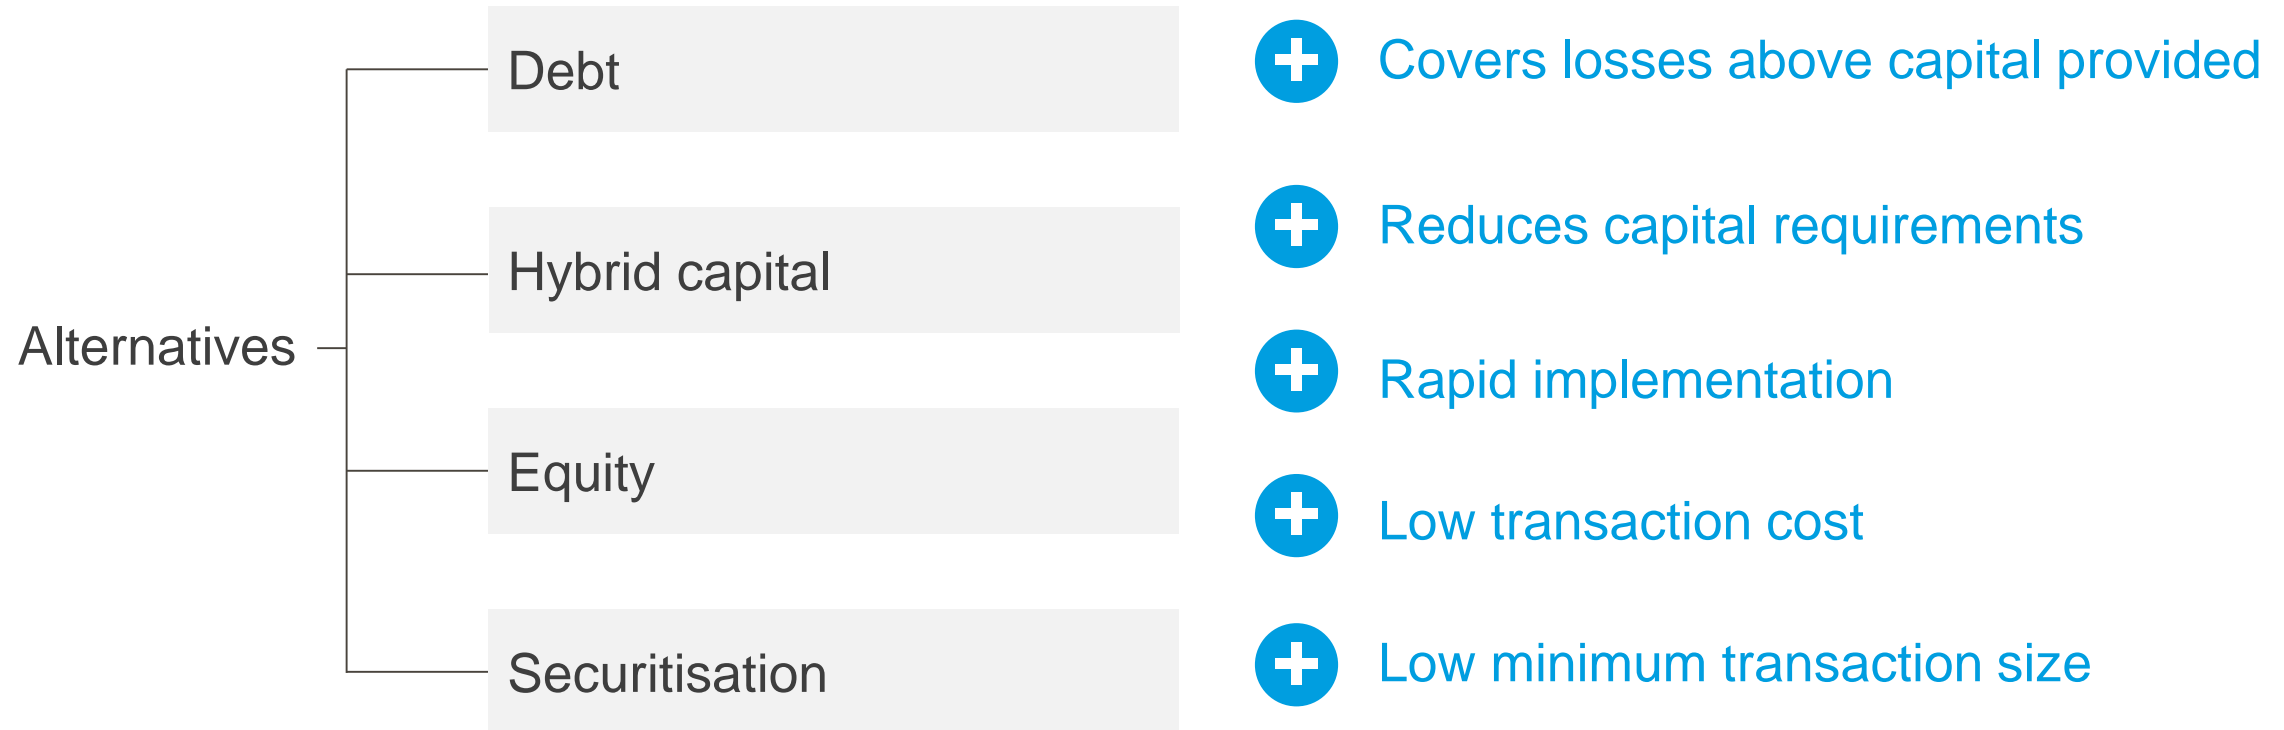 Alternatives
Debt
Hybrid capital
Equity
Securitisation
Covers losses above capital provided
Reduces capital requirements
Rapid implementation
Low transaction cost
Low minimum transaction size